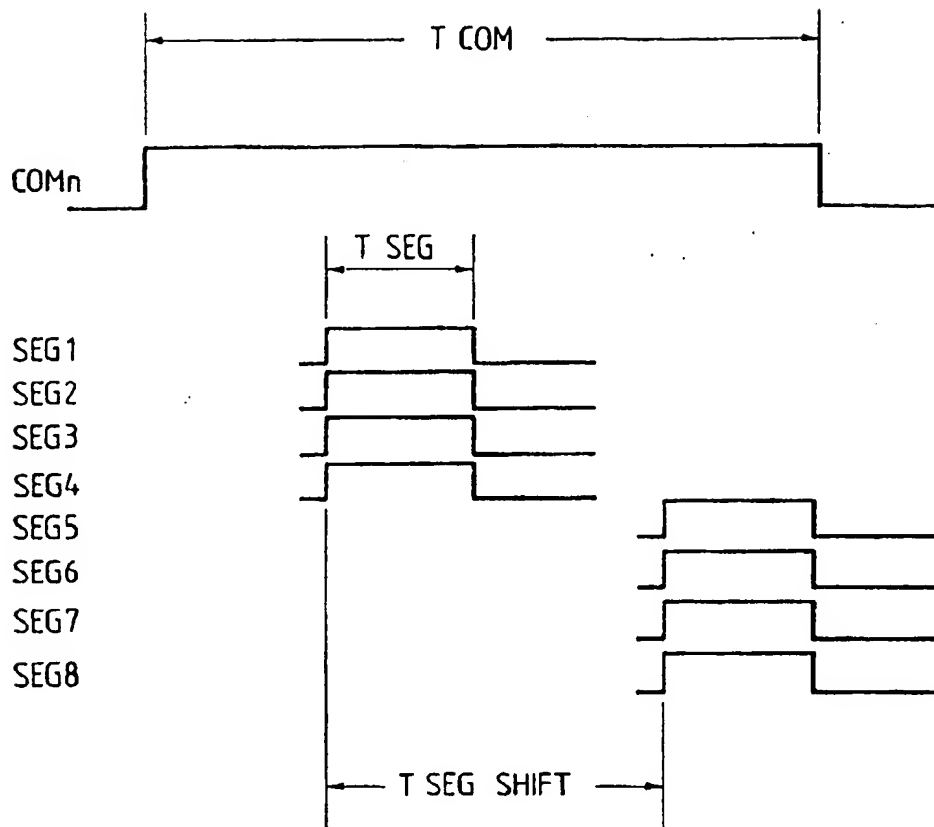 T COM
COMn
T SEG
SEG1
SEG2
SEG3
SEG4
SEG5
SEG6
SEG7
SEG8
T SEG SHIFT